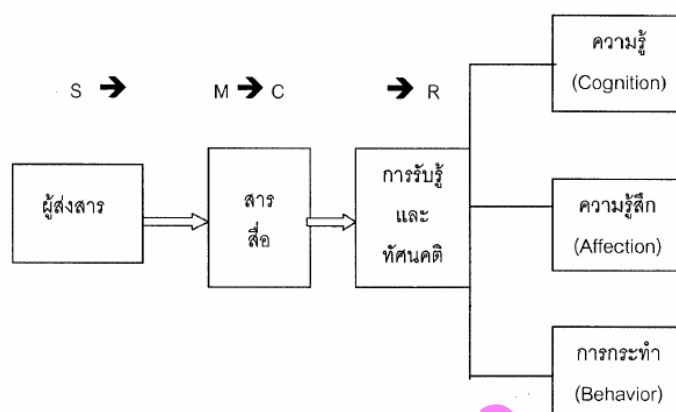 S ➔ M ➔ C ➔ R
ผู้ส่งสาร
สาร
สื่อ
การรับรู้
และ
ทัศนคติ
ความรู้
(Cognition)
ความรู้สึก
(Affection)
การกระทำ
(Behavior)